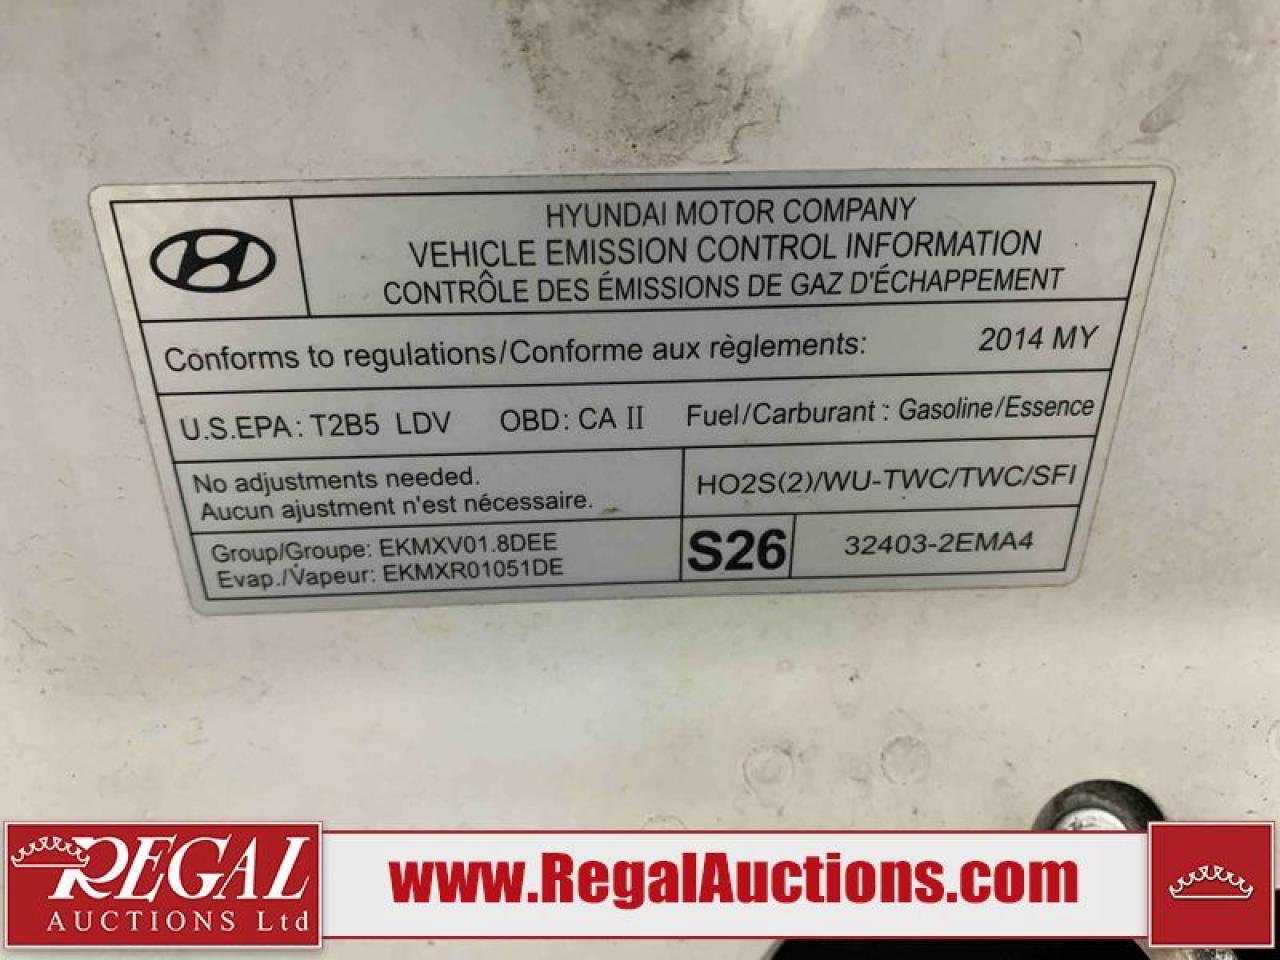 HYUNDAI MOTOR COMPANY
VEHICLE EMISSION CONTROL INFORMATION
CONTRÔLE DES ÉMISSIONS DE GAZ D'ÉCHAPPEMENT
Conforms to regulations/Conforme aux règlements: 2014 MY
U.S.EPA: T2B5 LDV OBD: CA II Fuel/Carburant : Gasoline/Essence
No adjustments needed.
Aucun ajustment n'est nécessaire.
HO2S(2)/WU-TWC/TWC/SFI
Group/Groupe: EKMXV01.8DEE
Evap./Vapeur: EKMXR01051DE
S26
32403-2EMA4
REGAL
AUCTIONS Ltd
www.RegalAuctions.com